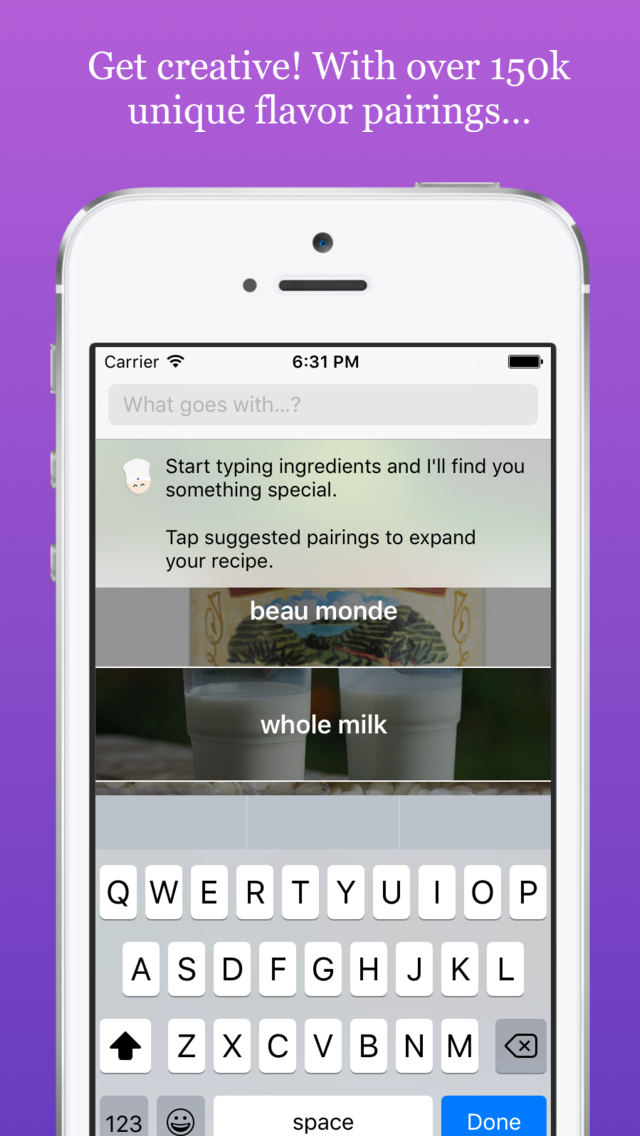 Get creative! With over 150k
unique flavor pairings...
Carrier 6:31 PM
What goes with...?
Start typing ingredients and I'll find you
something special.
Tap suggested pairings to expand
your recipe.
beau monde
whole milk
Q W E R T Y U I O P
A S D F G H J K L
Z X C V B N M
123 space Done